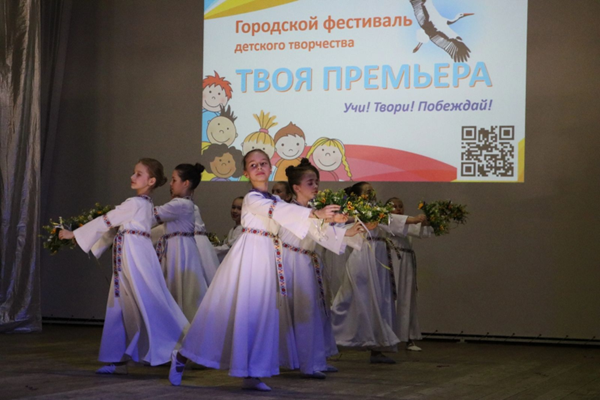 Городской фестиваль
детского творчества
ТВОЯ ПРЕМЬЕРА
Учи! Твори! Побеждай!